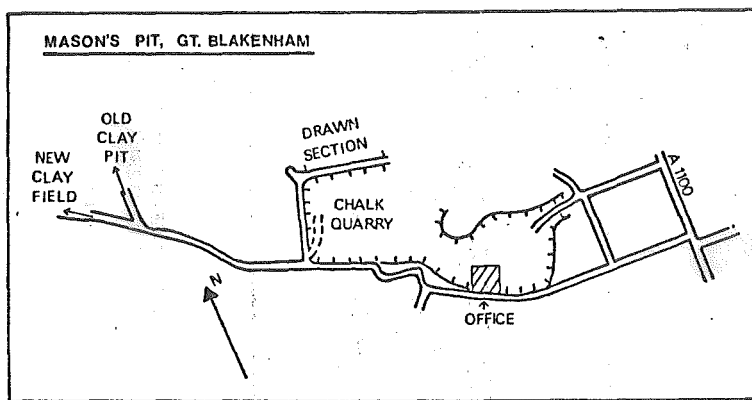 MASON'S PIT, GT. BLAKENHAM
OLD
CLAY
PIT
NEW
CLAY
FIELD
DRAWN
SECTION
CHALK
QUARRY
A 1100
N
OFFICE